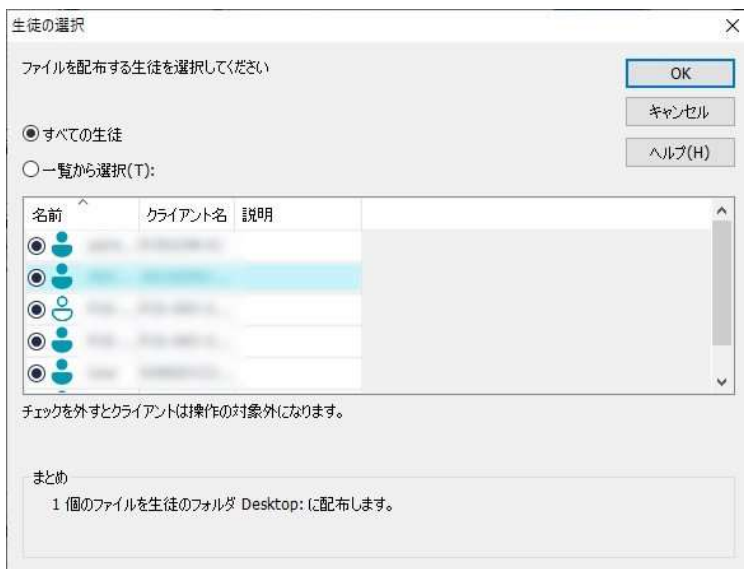 生徒の選択
ファイルを配布する生徒を選択してください
OK
キャンセル
ヘルプ(H)
すべての生徒
一覧から選択(T):
名前 クライアント名 説明
チェックを外すとクライアントは操作の対象外になります。
まとめ
1 個のファイルを生徒のフォルダ Desktop: に配布します。